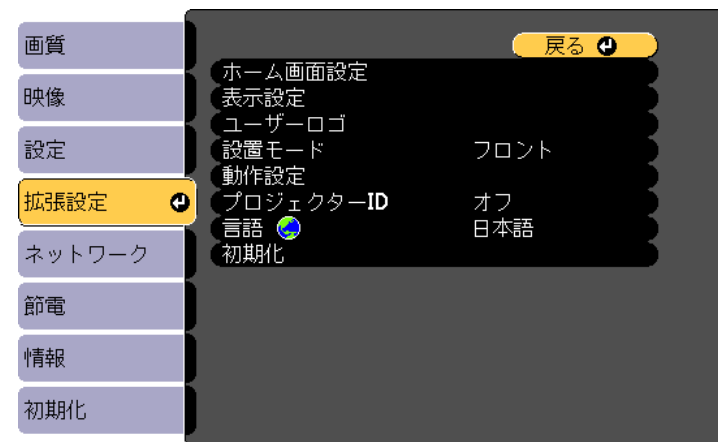 画質
映像
設定
拡張設定
ネットワーク
節電
情報
初期化
戻る
ホーム画面設定
表示設定
ユーザーロゴ
設置モード フロント
動作設定
プロジェクターID オフ
言語 日本語
初期化